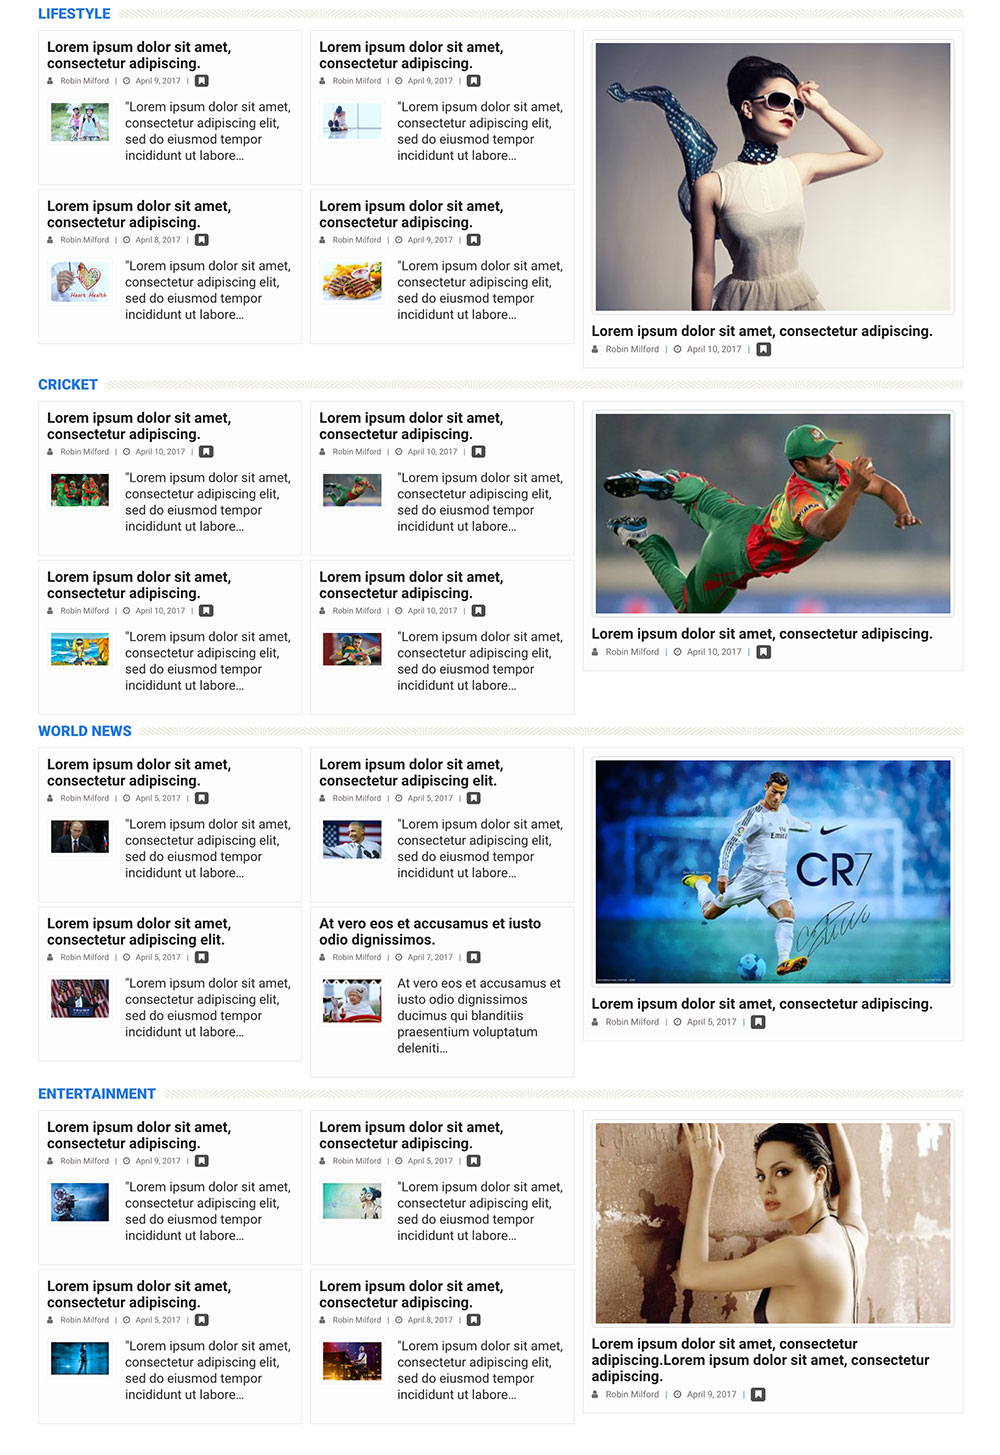 LIFESTYLE
Lorem ipsum dolor sit amet,
consectetur adipiscing.
Robin Milford | April 9, 2017 |
"Lorem ipsum dolor sit amet,
consectetur adipiscing elit,
sed do eiusmod tempor
incididunt ut labore...
Lorem ipsum dolor sit amet,
consectetur adipiscing.
Robin Milford | April 9, 2017 |
"Lorem ipsum dolor sit amet,
consectetur adipiscing elit,
sed do eiusmod tempor
incididunt ut labore...
Lorem ipsum dolor sit amet,
consectetur adipiscing.
Robin Milford | April 8, 2017 |
Heart Health
"Lorem ipsum dolor sit amet,
consectetur adipiscing elit,
sed do eiusmod tempor
incididunt ut labore...
Lorem ipsum dolor sit amet,
consectetur adipiscing.
Robin Milford | April 9, 2017 |
"Lorem ipsum dolor sit amet,
consectetur adipiscing elit,
sed do eiusmod tempor
incididunt ut labore...
Lorem ipsum dolor sit amet, consectetur adipiscing.
Robin Milford | April 10, 2017 |
CRICKET
Lorem ipsum dolor sit amet,
consectetur adipiscing.
Robin Milford | April 10, 2017 |
"Lorem ipsum dolor sit amet,
consectetur adipiscing elit,
sed do eiusmod tempor
incididunt ut labore...
Lorem ipsum dolor sit amet,
consectetur adipiscing.
Robin Milford | April 10, 2017 |
"Lorem ipsum dolor sit amet,
consectetur adipiscing elit,
sed do eiusmod tempor
incididunt ut labore...
Lorem ipsum dolor sit amet,
consectetur adipiscing.
Robin Milford | April 10, 2017 |
"Lorem ipsum dolor sit amet,
consectetur adipiscing elit,
sed do eiusmod tempor
incididunt ut labore...
Lorem ipsum dolor sit amet,
consectetur adipiscing.
Robin Milford | April 10, 2017 |
"Lorem ipsum dolor sit amet,
consectetur adipiscing elit,
sed do eiusmod tempor
incididunt ut labore...
Lorem ipsum dolor sit amet, consectetur adipiscing.
Robin Milford | April 10, 2017 |
WORLD NEWS
Lorem ipsum dolor sit amet,
consectetur adipiscing.
Robin Milford | April 5, 2017 |
"Lorem ipsum dolor sit amet,
consectetur adipiscing elit,
sed do eiusmod tempor
incididunt ut labore...
Lorem ipsum dolor sit amet,
consectetur adipiscing elit.
Robin Milford | April 5, 2017 |
"Lorem ipsum dolor sit amet,
consectetur adipiscing elit,
sed do eiusmod tempor
incididunt ut labore...
Lorem ipsum dolor sit amet,
consectetur adipiscing elit.
Robin Milford | April 5, 2017 |
TRUMP
"Lorem ipsum dolor sit amet,
consectetur adipiscing elit,
sed do eiusmod tempor
incididunt ut labore...
At vero eos et accusamus et iusto
odio dignissimos.
Robin Milford | April 7, 2017 |
At vero eos et accusamus et
iusto odio dignissimos
ducimus qui blanditiis
praesentium voluptatum
deleniti...
CR7
Lorem ipsum dolor sit amet, consectetur adipiscing.
Robin Milford | April 5, 2017 |
ENTERTAINMENT
Lorem ipsum dolor sit amet,
consectetur adipiscing.
Robin Milford | April 9, 2017 |
"Lorem ipsum dolor sit amet,
consectetur adipiscing elit,
sed do eiusmod tempor
incididunt ut labore...
Lorem ipsum dolor sit amet,
consectetur adipiscing.
Robin Milford | April 5, 2017 |
"Lorem ipsum dolor sit amet,
consectetur adipiscing elit,
sed do eiusmod tempor
incididunt ut labore...
Lorem ipsum dolor sit amet,
consectetur adipiscing.
Robin Milford | April 5, 2017 |
"Lorem ipsum dolor sit amet,
consectetur adipiscing elit,
sed do eiusmod tempor
incididunt ut labore...
Lorem ipsum dolor sit amet,
consectetur adipiscing.
Robin Milford | April 8, 2017 |
"Lorem ipsum dolor sit amet,
consectetur adipiscing elit,
sed do eiusmod tempor
incididunt ut labore...
Lorem ipsum dolor sit amet, consectetur
adipiscing.Lorem ipsum dolor sit amet, consectetur
adipiscing.
Robin Milford | April 9, 2017 |